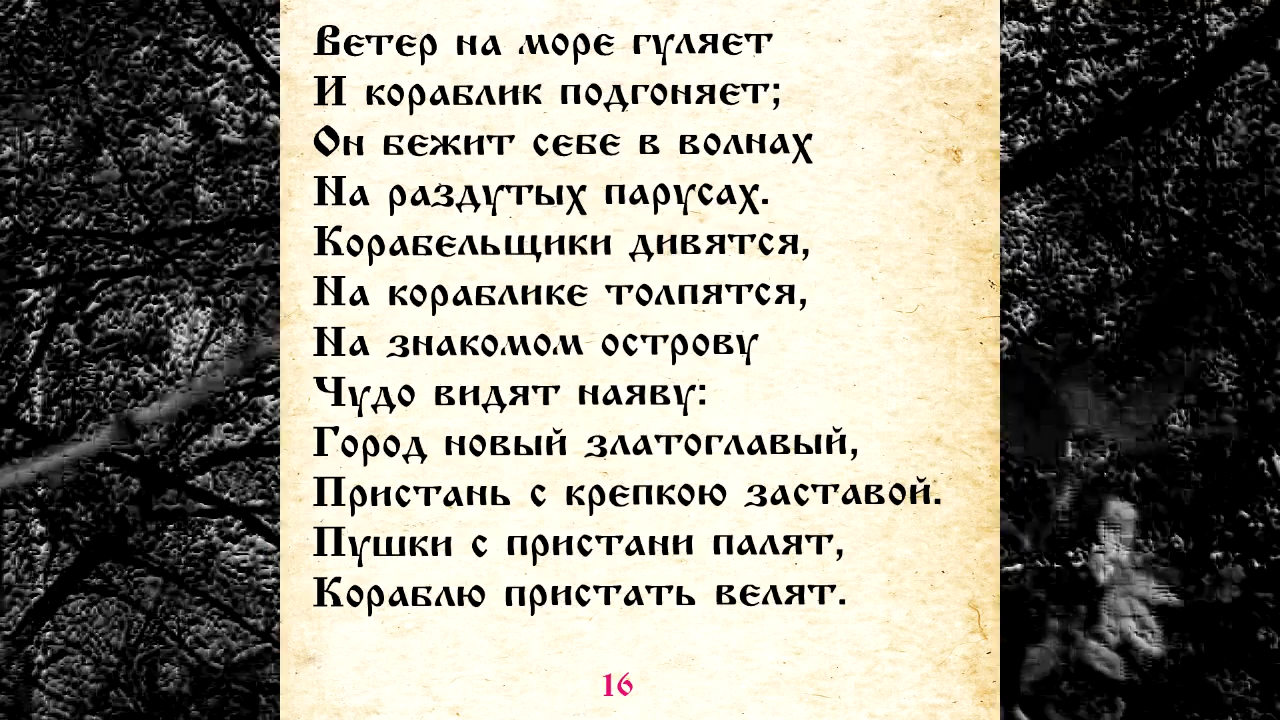 Ветер на море гуляет
И кораблик подгоняет;
Он бежит себе в волнах
На раздутых парусах.
Корабельщики дивятся,
На кораблике толпятся,
На знакомом острову
Чудо видят наяву:
Город новый златоглавый,
Пристань с крепкою заставой.
Пушки с пристани палят,
Кораблю пристать велят.
16